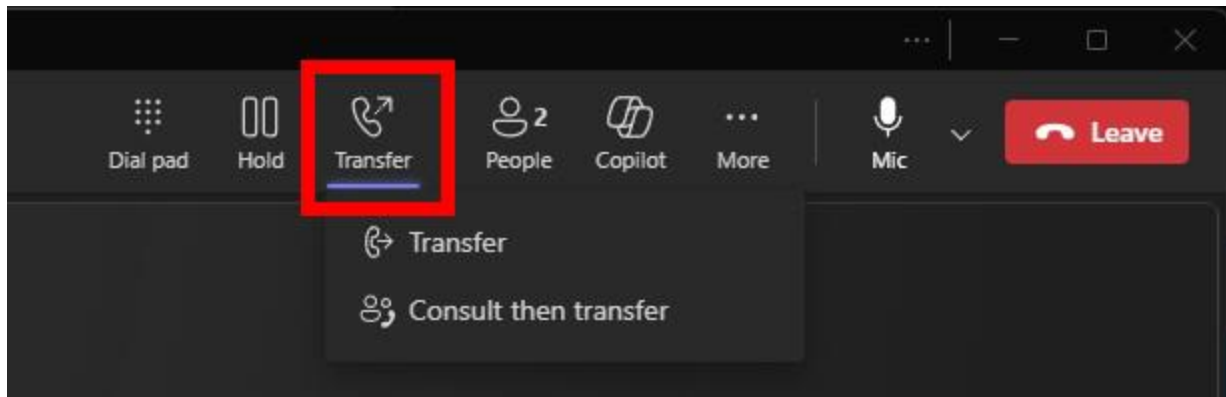 Dial pad
Hold
Transfer
2
People
Copilot
More
Mic
Leave
Transfer
Consult then transfer